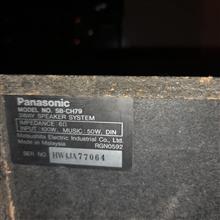 Panasonic
MODEL NO. SB-CH79
3WAY SPEAKER SYSTEM
IMPEDANCE 6Ω
INPUT:100W, MUSIC: 50W, DIN
Matsushita Electric Industrial Co., Ltd.
Made in Malaysia
RGN0592
SER NO HW4JA77064